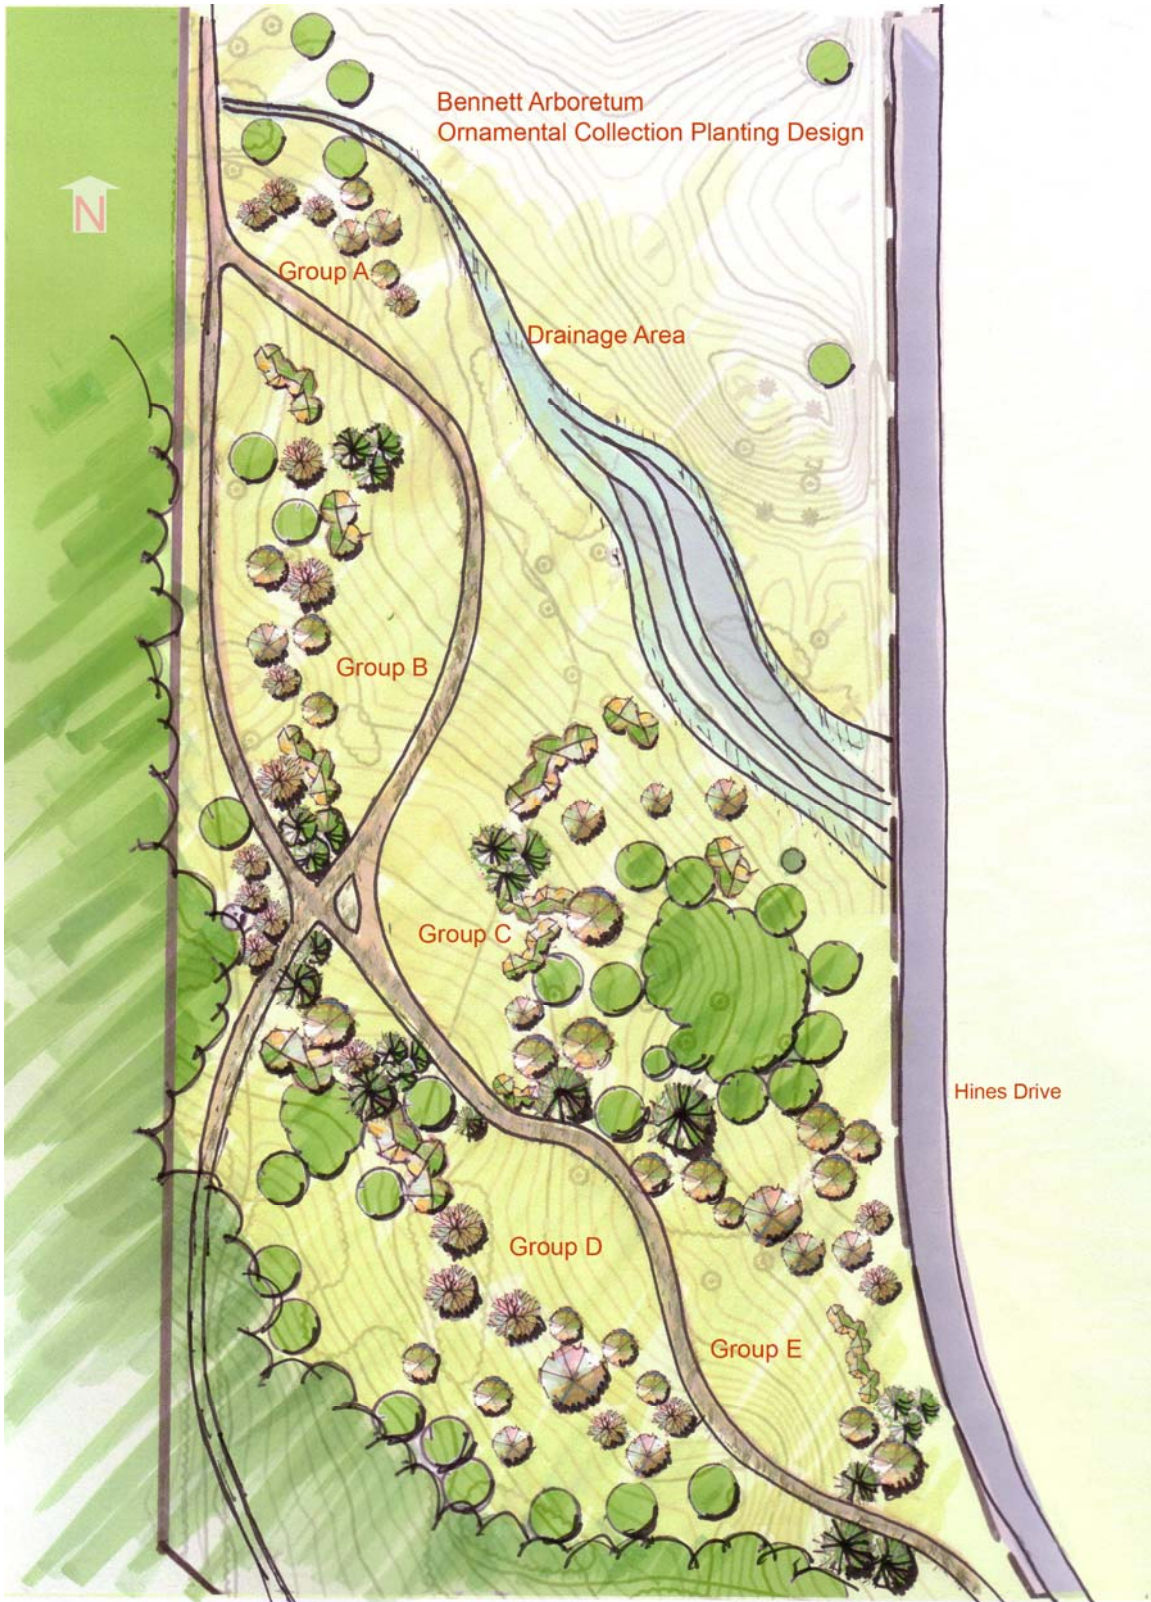 Bennett Arboretum
Ornamental Collection Planting Design
N
Group A
Drainage Area
Group B
Group C
Hines Drive
Group D
Group E